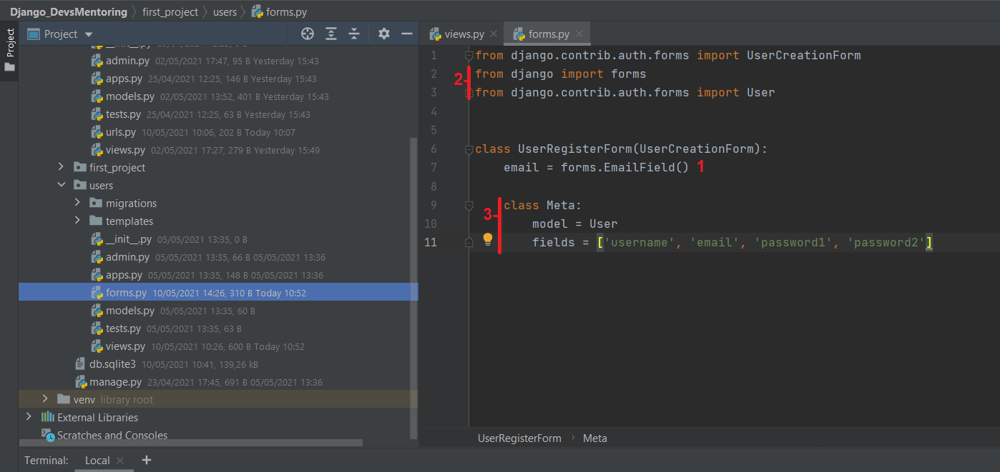 Django_DevsMentoring first_project users forms.py
Project
Project
views.py
forms.py
admin.py 02/05/2021 17:47, 95 B Yesterday 15:43
apps.py 25/04/2021 12:25, 146 B Yesterday 15:43
models.py 02/05/2021 13:52, 401 B Yesterday 15:43
tests.py 25/04/2021 12:25, 63 B Yesterday 15:43
urls.py 10/05/2021 10:06, 202 B Today 10:07
views.py 02/05/2021 17:27, 279 B Yesterday 15:49
first_project
users
migrations
templates
__init__.py 05/05/2021 13:35, 0 B
admin.py 05/05/2021 13:35, 66 B 05/05/2021 13:36
apps.py 05/05/2021 13:35, 148 B 05/05/2021 13:36
forms.py 10/05/2021 14:26, 310 B Today 10:52
models.py 05/05/2021 13:35, 60 B
tests.py 05/05/2021 13:35, 63 B
views.py 10/05/2021 10:26, 600 B Today 10:52
db.sqlite3 10/05/2021 10:41, 139,26 kB
manage.py 23/04/2021 17:45, 691 B 05/05/2021 13:36
venv library root
External Libraries
Scratches and Consoles
1 from django.contrib.auth.forms import UserCreationForm
2 2 from django import forms
3 from django.contrib.auth.forms import User
4
5
6 class UserRegisterForm(UserCreationForm):
7 email = forms.EmailField() 1
8
9 3 class Meta:
10 model = User
11 fields = ['username', 'email', 'password1', 'password2']
UserRegisterForm Meta
Terminal: Local +